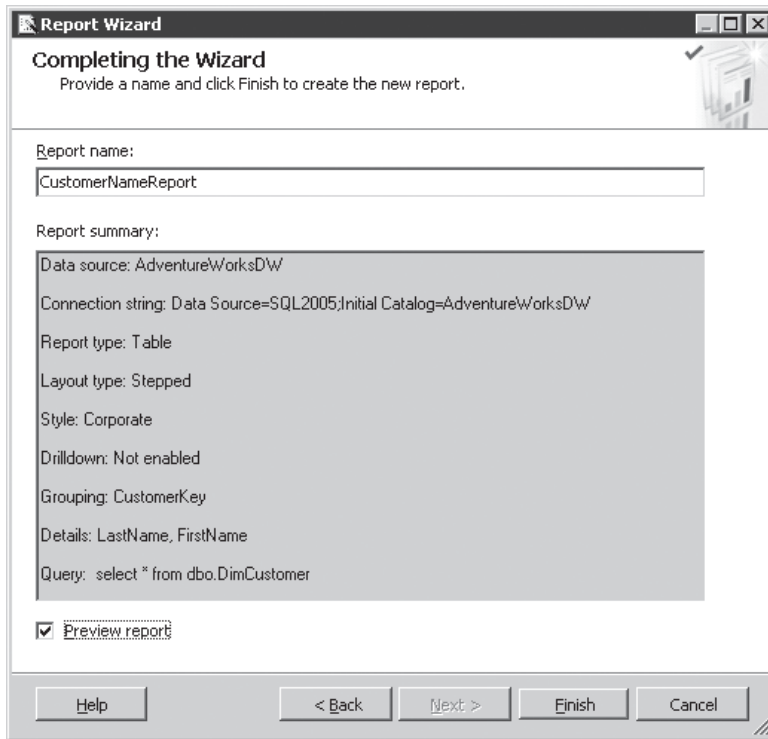 Report Wizard
Completing the Wizard
Provide a name and click Finish to create the new report.
Report name:
CustomerNameReport
Report summary:
Data source: AdventureWorksDW
Connection string: Data Source=SQL2005;Initial Catalog=AdventureWorksDW
Report type: Table
Layout type: Stepped
Style: Corporate
Drilldown: Not enabled
Grouping: CustomerKey
Details: LastName, FirstName
Query:  select * from dbo.DimCustomer
Preview report
Help < Back Next > Finish Cancel